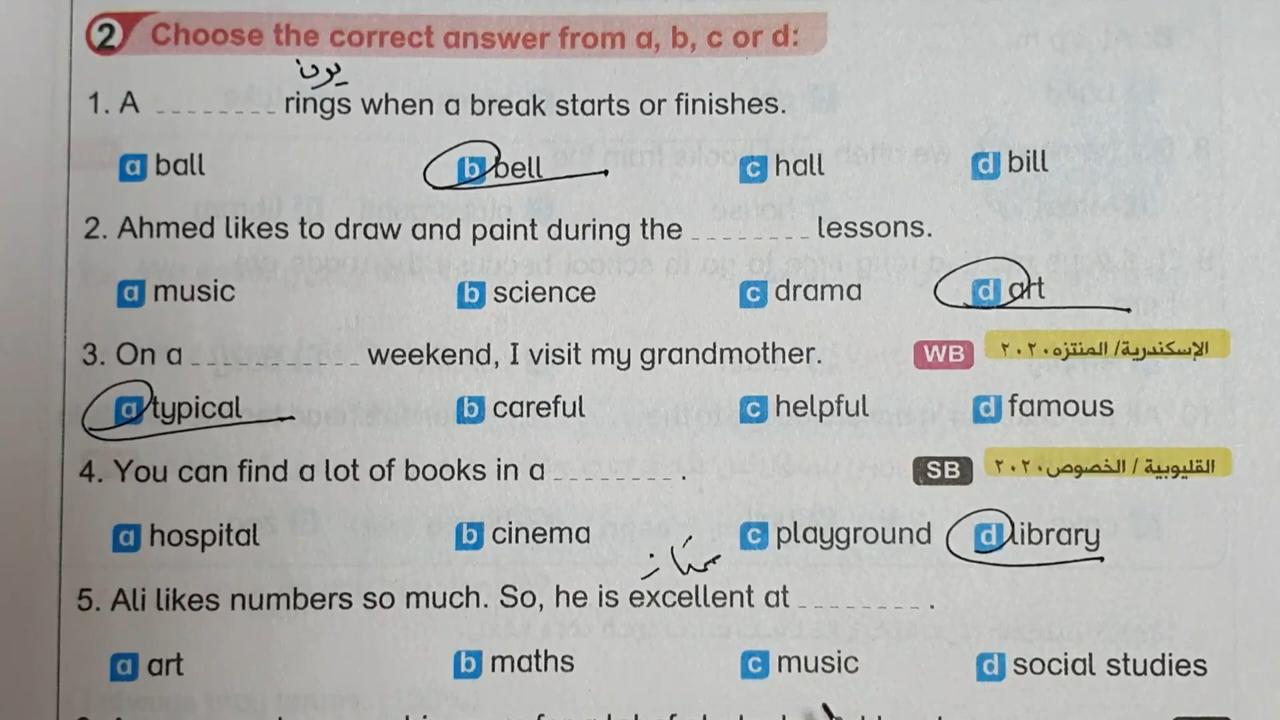 2 Choose the correct answer from a, b, c or d:
يرن
1. A ________ rings when a break starts or finishes.
a ball b bell c hall d bill
2. Ahmed likes to draw and paint during the ________ lessons.
a music b science c drama d art
3. On a ___________ weekend, I visit my grandmother. WB الإسكندرية/ المنتزه ٢٠٢٠
a typical b careful c helpful d famous
4. You can find a lot of books in a ________ . SB القليوبية / الخصوص ٢٠٢٠
a hospital b cinema c playground d library
ممتاز
5. Ali likes numbers so much. So, he is excellent at ________ .
a art b maths c music d social studies